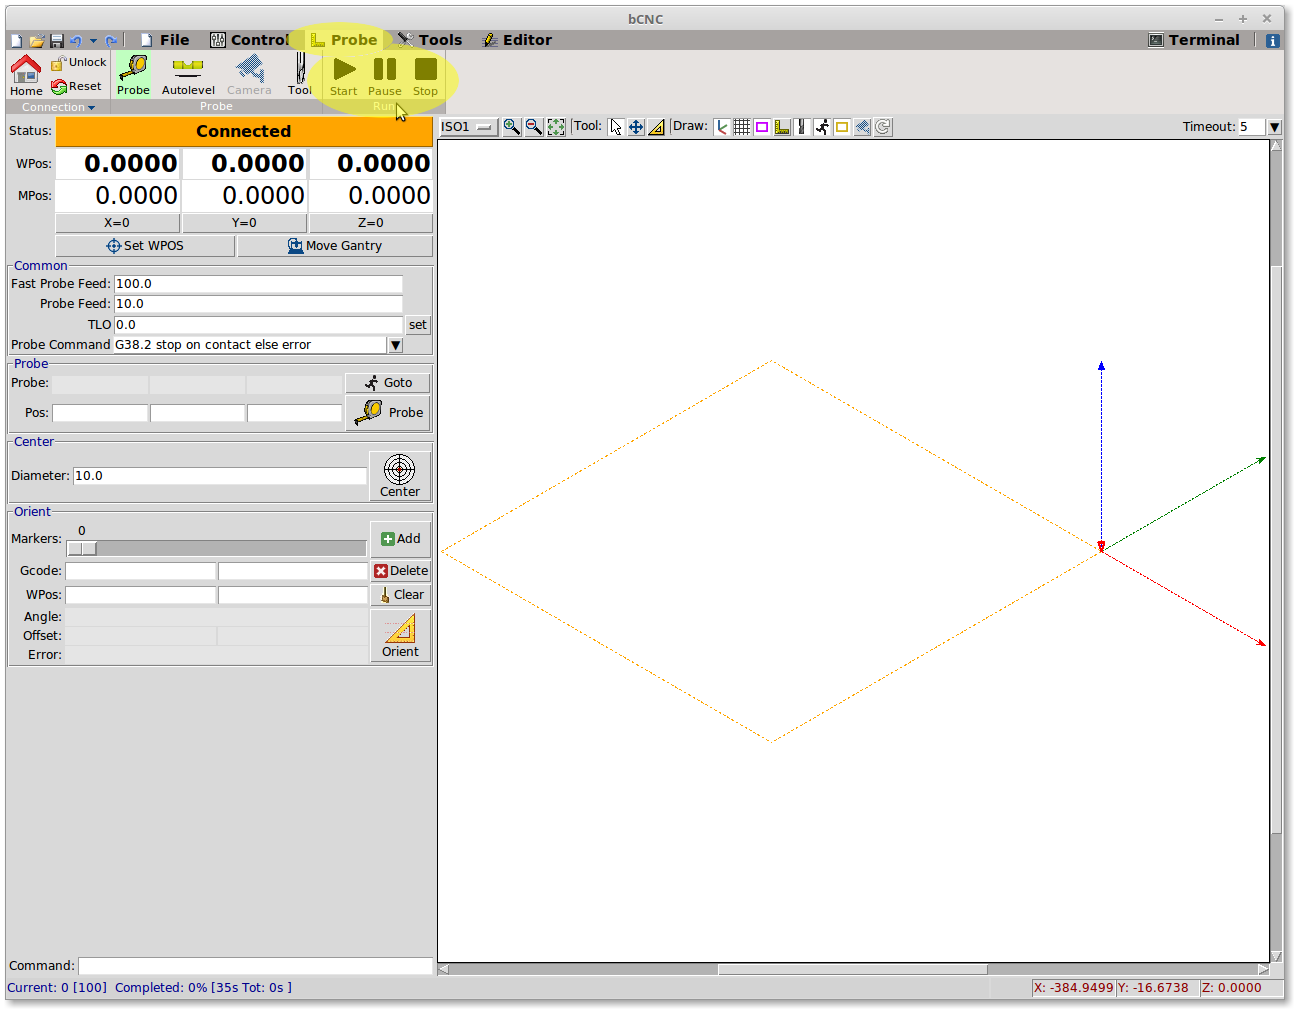 bCNC
File Control Probe Tools Editor Terminal
Unlock
Reset
Home Probe Autolevel Camera Tool Start Pause Stop
Connection Probe Run
Status: Connected
ISO1 Tool: Draw: Timeout: 5
WPos: 0.0000 0.0000 0.0000
MPos: 0.0000 0.0000 0.0000
X=0 Y=0 Z=0
Set WPOS Move Gantry
Common
Fast Probe Feed: 100.0
Probe Feed: 10.0
TLO 0.0 set
Probe Command G38.2 stop on contact else error
Probe
Probe: Goto
Pos: Probe
Center
Diameter: 10.0
Center
Orient
0
Markers: Add
Gcode: Delete
WPos: Clear
Angle:
Offset:
Orient
Error:
Command:
Current: 0 [100] Completed: 0% [35s Tot: 0s ] X: -384.9499 Y: -16.6738 Z: 0.0000